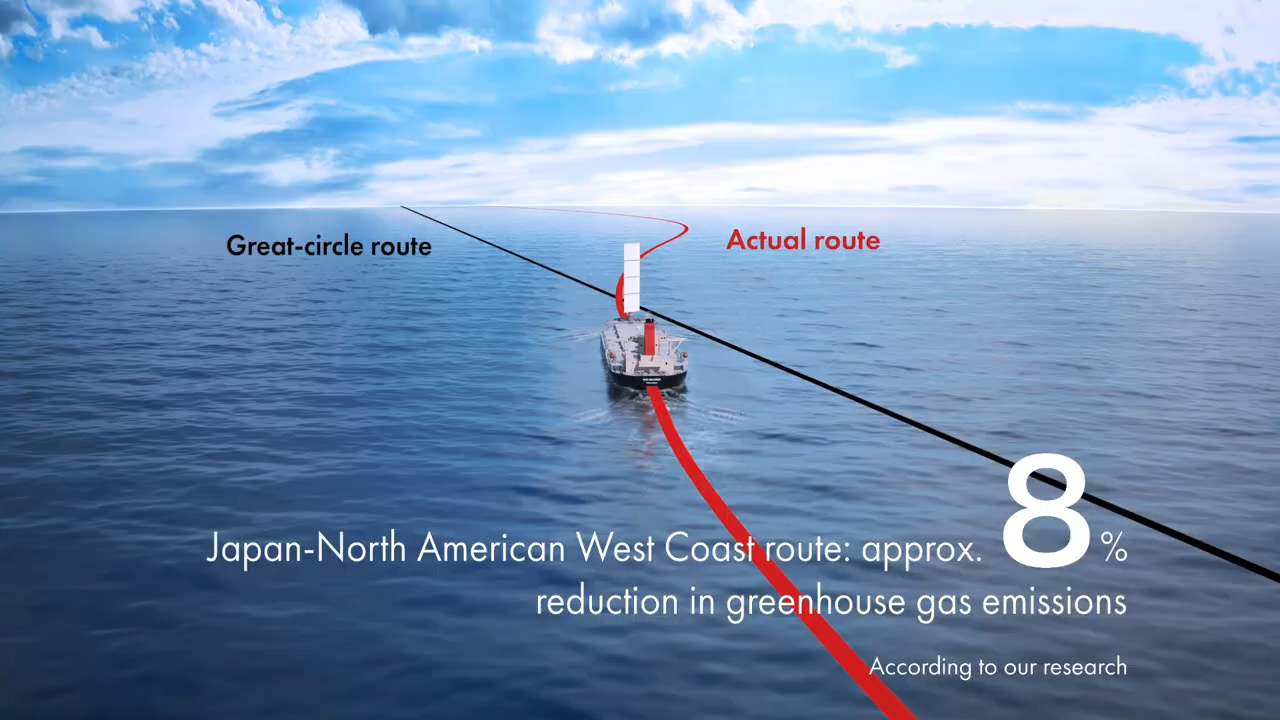 Great-circle route
Actual route
Japan-North American West Coast route: approx. 8%
reduction in greenhouse gas emissions
According to our research